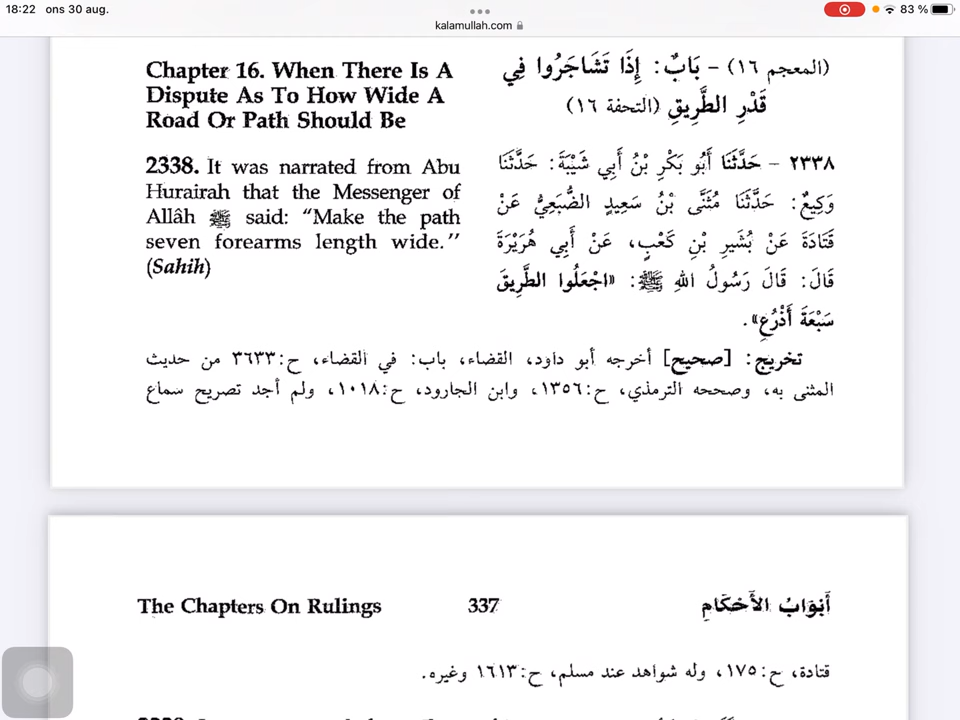 18:22 ons 30 aug.
83 %
kalamullah.com
Chapter 16. When There Is A
Dispute As To How Wide A
Road Or Path Should Be
(المعجم ١٦) - بَابٌ: إِذَا تَشَاجَرُوا فِي
قَدْرِ الطَّرِيقِ (التحفة ١٦)
2338. It was narrated from Abu
Hurairah that the Messenger of
Allâh ﷺ said: "Make the path
seven forearms length wide."
(Sahih)
٢٣٣٨ - حَدَّثَنَا أَبُو بَكْرِ بْنُ أَبِي شَيْبَةَ: حَدَّثَنَا
وَكِيعٌ: حَدَّثَنَا مُثَنَّى بْنُ سَعِيدٍ الضُّبَعِيُّ عَنْ
قَتَادَةَ عَنْ بُشَيرِ بْنِ كَعْبٍ، عَنْ أَبِي هُرَيْرَةَ
قَالَ: قَالَ رَسُولُ اللهِ ﷺ: «اجْعَلُوا الطَّرِيقَ
سَبْعَةَ أَذْرُعٍ».
تخريج: [صحيح] أخرجه أبو داود، القضاء، باب: في القضاء، ح:٣٦٣٣ من حديث
المثنى به، وصححه الترمذي، ح:١٣٥٦، وابن الجارود، ح:١٠١٨، ولم أجد تصريح سماع
The Chapters On Rulings 337 أَبْوَابُ الأَحْكَامِ
قتادة، ح:١٧٥، وله شواهد عند مسلم، ح:١٦١٣ وغيره.